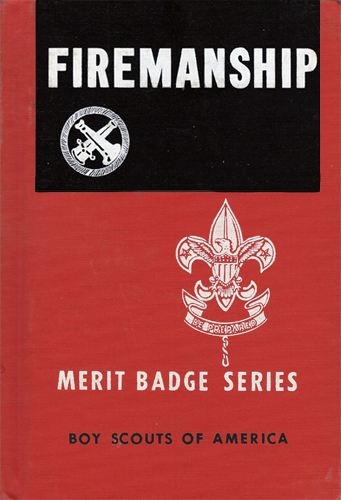 FIREMANSHIP
BE PREPARED
MERIT BADGE SERIES
BOY SCOUTS OF AMERICA